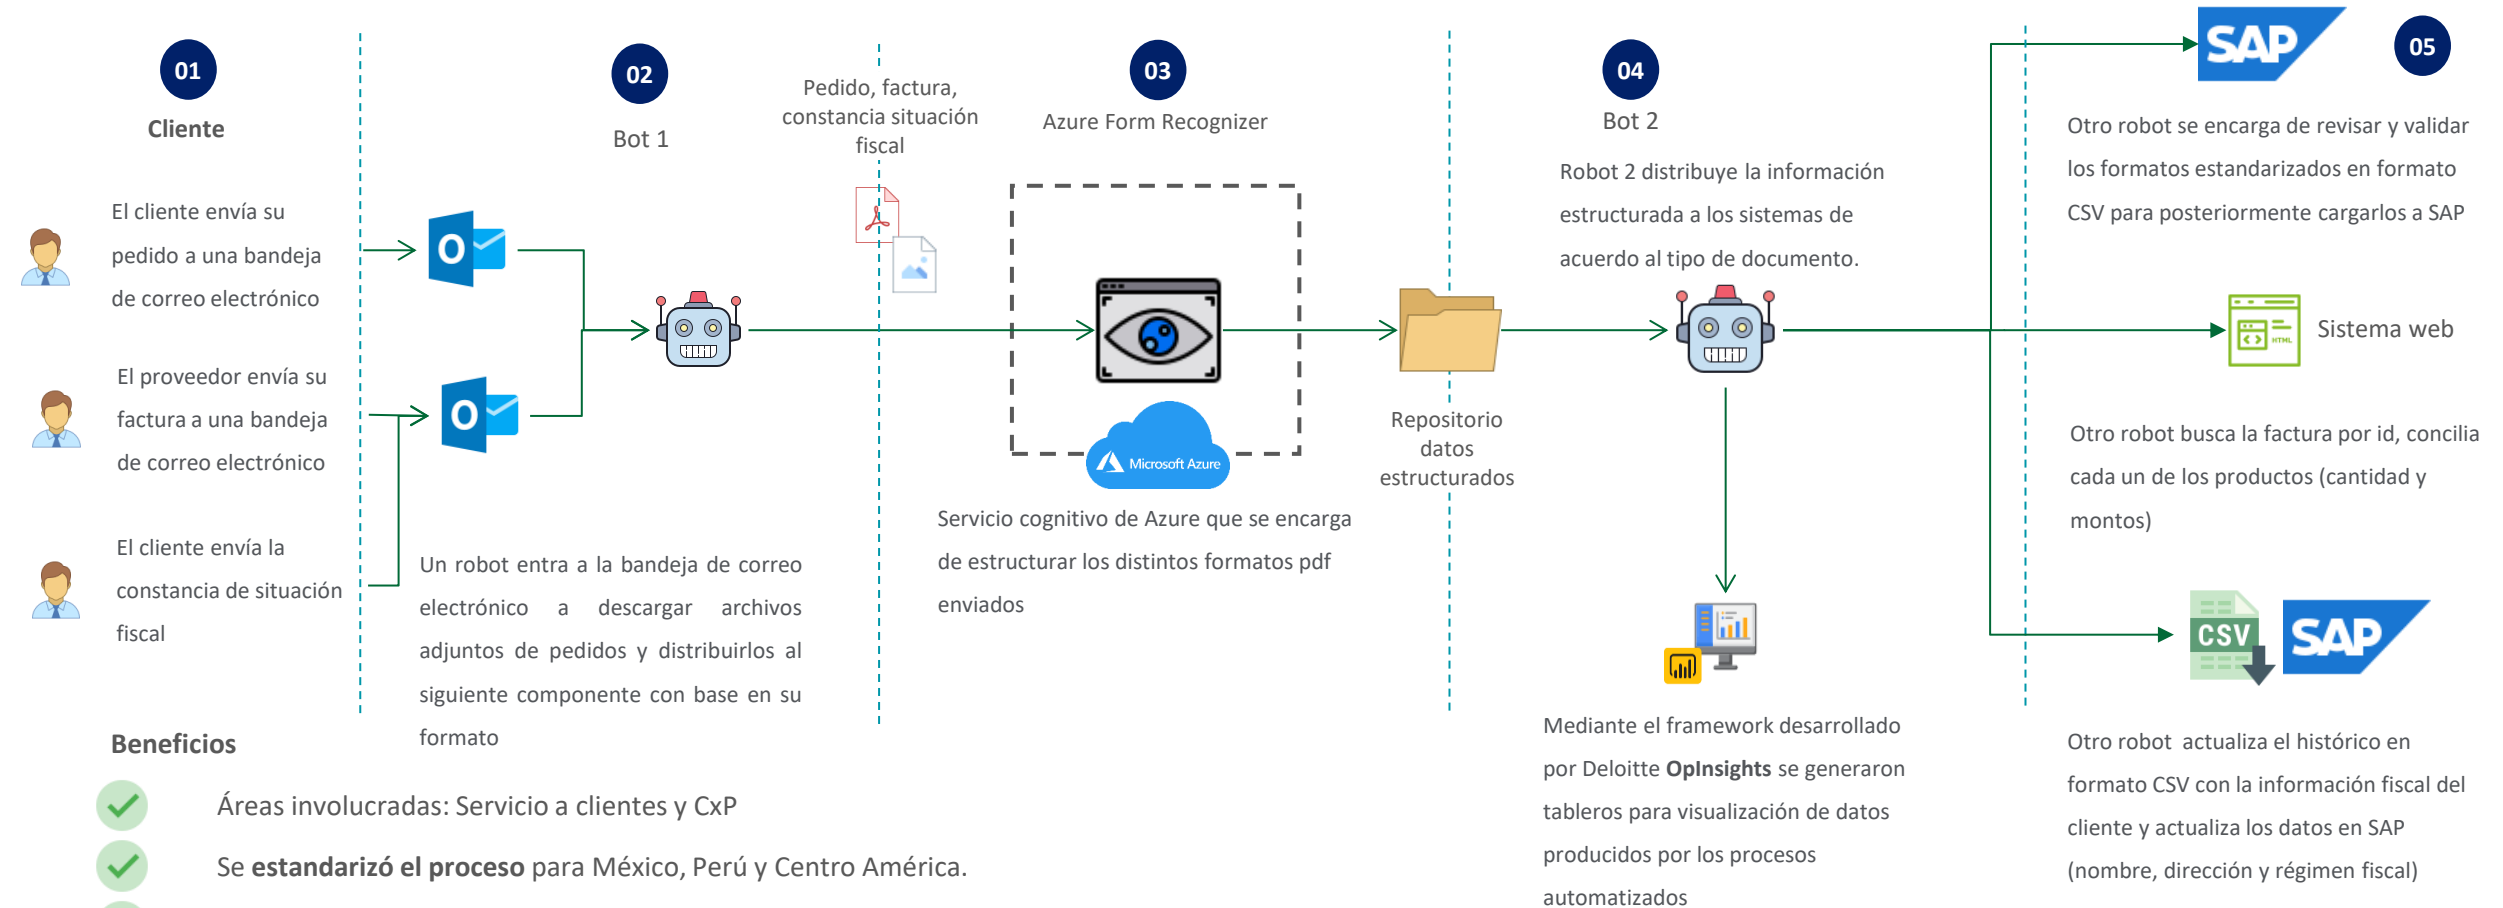 01
Cliente
El cliente envía su
pedido a una bandeja
de correo electrónico
El proveedor envía su
factura a una bandeja
de correo electrónico
El cliente envía la
constancia de situación
fiscal
02
Bot 1
Un robot entra a la bandeja de correo
electrónico a descargar archivos
adjuntos de pedidos y distribuirlos al
siguiente componente con base en su
formato
Pedido, factura,
constancia situación
fiscal
03
Azure Form Recognizer
Microsoft Azure
Servicio cognitivo de Azure que se encarga
de estructurar los distintos formatos pdf
enviados
Repositorio
datos
estructurados
04
Bot 2
Robot 2 distribuye la información
estructurada a los sistemas de
acuerdo al tipo de documento.
Mediante el framework desarrollado
por Deloitte OpInsights se generaron
tableros para visualización de datos
producidos por los procesos
automatizados
SAP
05
Otro robot se encarga de revisar y validar
los formatos estandarizados en formato
CSV para posteriormente cargarlos a SAP
HTML
Sistema web
Otro robot busca la factura por id, concilia
cada un de los productos (cantidad y
montos)
CSV
SAP
Otro robot actualiza el histórico en
formato CSV con la información fiscal del
cliente y actualiza los datos en SAP
(nombre, dirección y régimen fiscal)
Beneficios
Áreas involucradas: Servicio a clientes y CxP
Se estandarizó el proceso para México, Perú y Centro América.